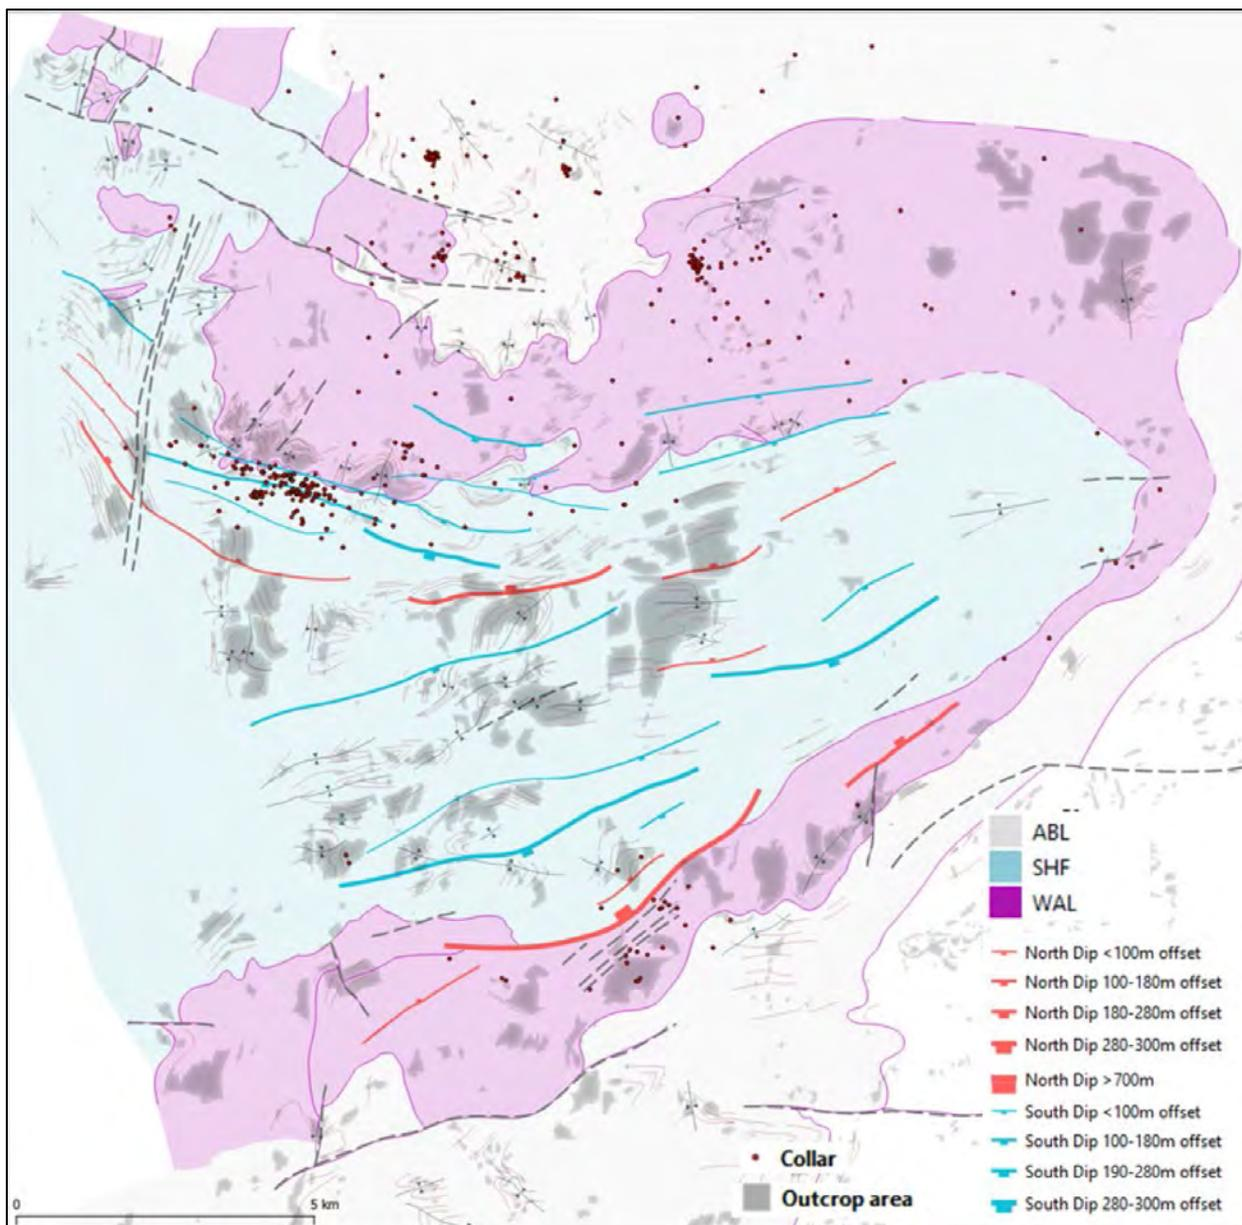 ABL
SHF
WAL
North Dip <100m offset
North Dip 100-180m offset
North Dip 180-280m offset
North Dip 280-300m offset
North Dip >700m
South Dip <100m offset
South Dip 100-180m offset
South Dip 190-280m offset
South Dip 280-300m offset
Collar
Outcrop area
0 5 km